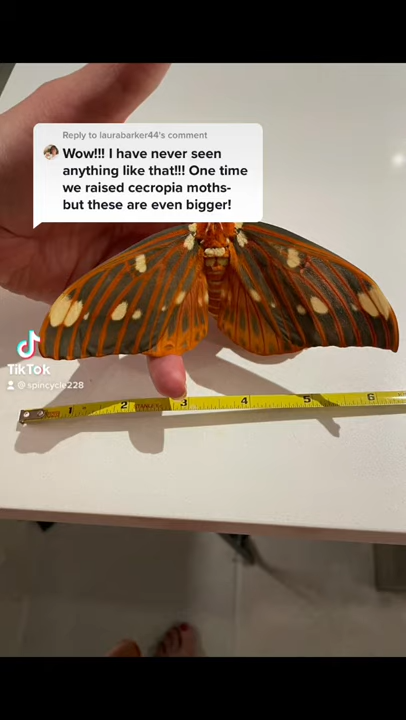 Reply to laurabarker44's comment
Wow!!! I have never seen
anything like that!!! One time
we raised cecropia moths-
but these are even bigger!
TikTok
@ spincycle228
1 2 3 4 5 6